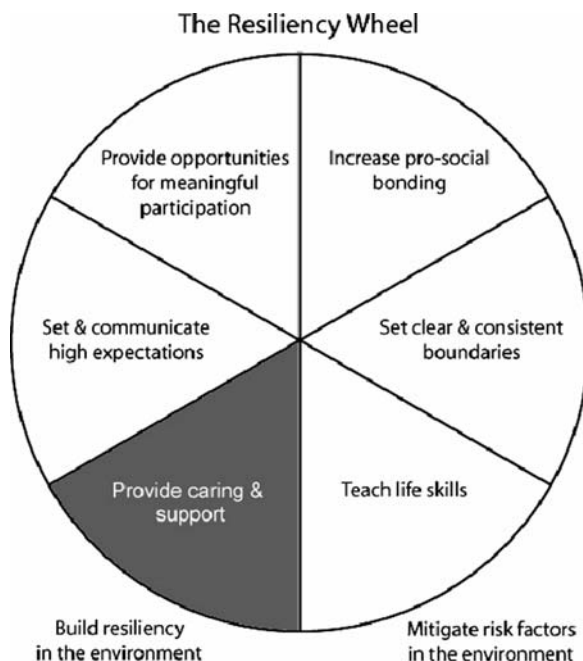 The Resiliency Wheel
Provide opportunities
for meaningful
participation
Increase pro-social
bonding
Set & communicate
high expectations
Set clear & consistent
boundaries
Provide caring &
support
Teach life skills
Build resiliency
in the environment
Mitigate risk factors
in the environment